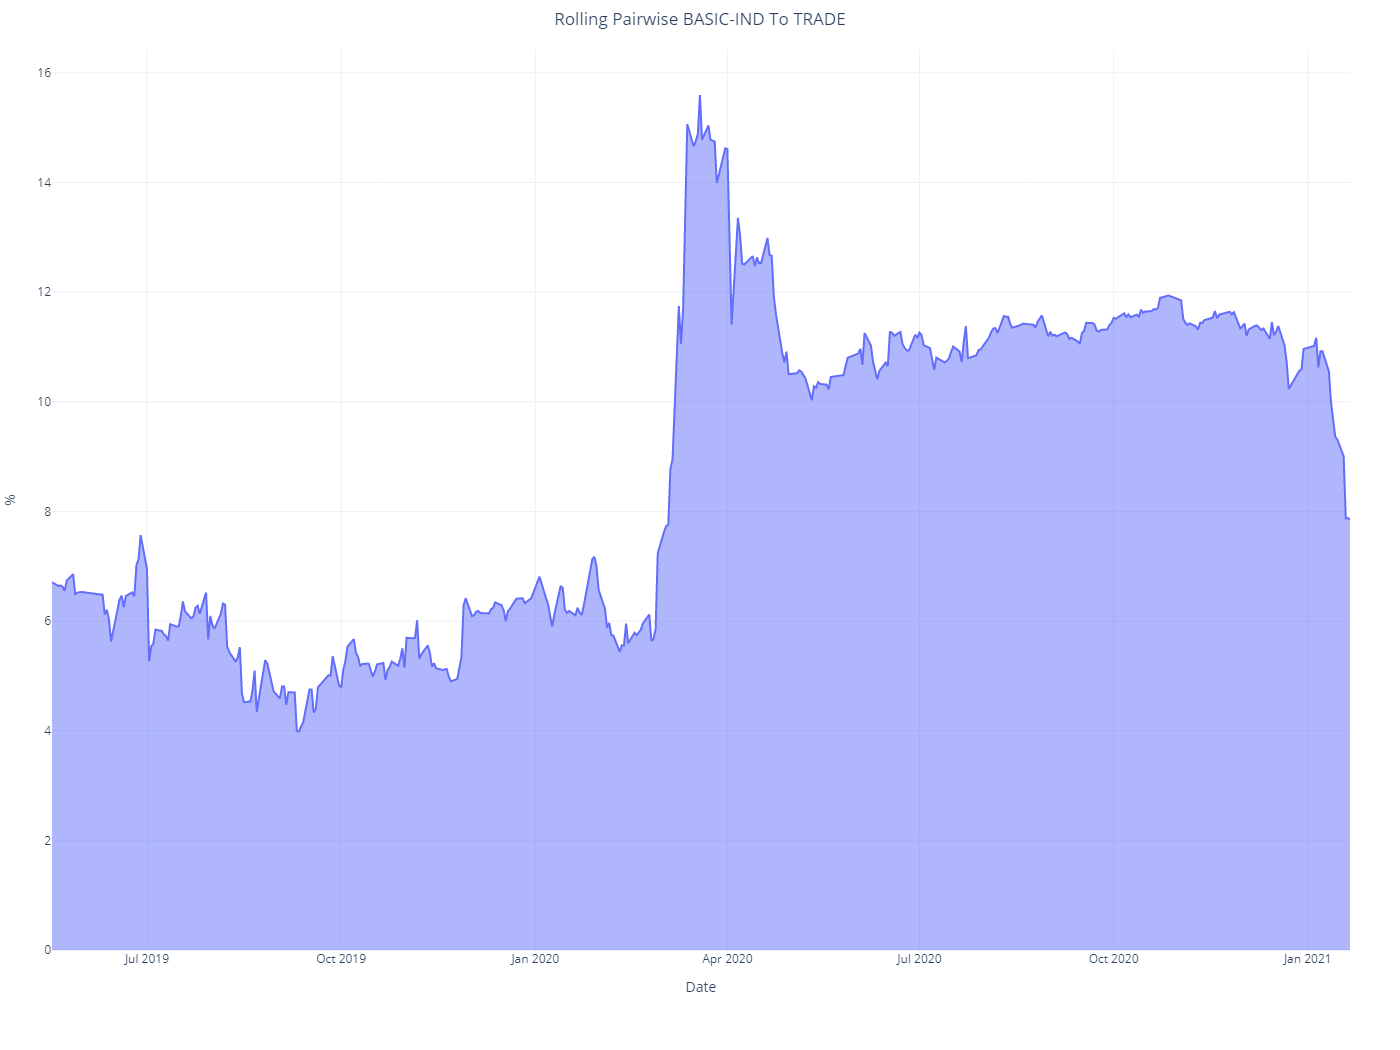 Rolling Pairwise BASIC-IND To TRADE
16
14
12
10
8
6
4
2
0
%
Jul 2019
Oct 2019
Jan 2020
Apr 2020
Jul 2020
Oct 2020
Jan 2021
Date